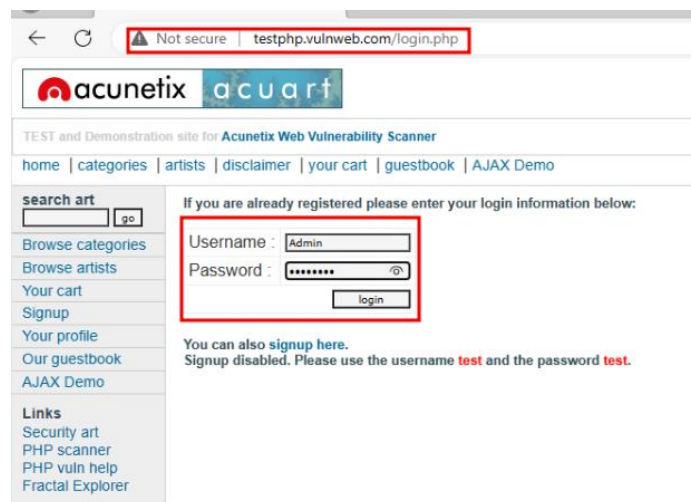 Not secure | testphp.vulnweb.com/login.php
acunetix acuart
TEST and Demonstration site for Acunetix Web Vulnerability Scanner
home | categories | artists | disclaimer | your cart | guestbook | AJAX Demo
search art
go
Browse categories
Browse artists
Your cart
Signup
Your profile
Our guestbook
AJAX Demo
Links
Security art
PHP scanner
PHP vuln help
Fractal Explorer
If you are already registered please enter your login information below:
Username : Admin
Password : ••••••••
login
You can also signup here.
Signup disabled. Please use the username test and the password test.